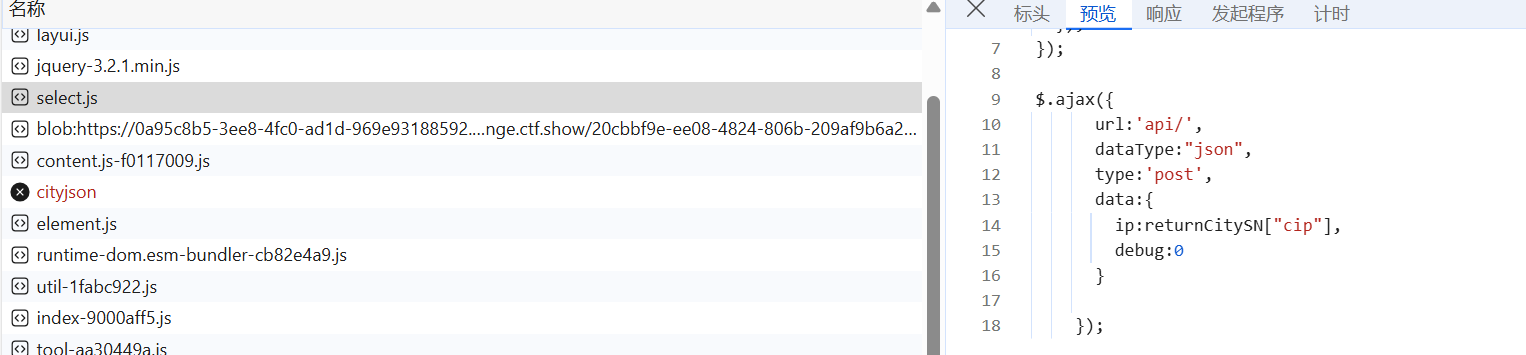 名称
layui.js
jquery-3.2.1.min.js
select.js
blob:https://0a95c8b5-3ee8-4fc0-ad1d-969e93188592....nge.ctf.show/20cbbf9e-ee08-4824-806b-209af9b6a2...
content.js-f0117009.js
cityjson
element.js
runtime-dom.esm-bundler-cb82e4a9.js
util-1fabc922.js
index-9000aff5.js
tool-aa30449a.js
标头 预览 响应 发起程序 计时
7 });
8
9 $.ajax({
10 url:'api/',
11 dataType:"json",
12 type:'post',
13 data:{
14 ip:returnCitySN["cip"],
15 debug:0
16 }
17
18 });